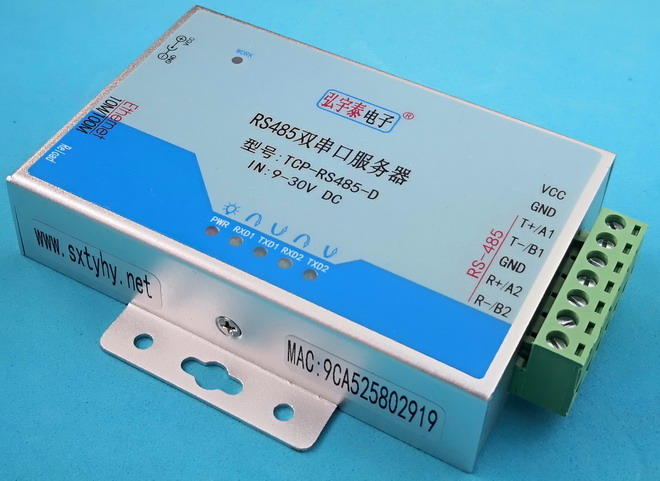 WORK
Ethernet
10M/100M
Reload
弘宇泰电子®
RS485双串口服务器
型号:TCP-RS485-D
IN:9-30V DC
PWR RXD1 TXD1 RXD2 TXD2
VCC
GND
T+/A1
T-/B1
GND
R+/A2
R-/B2
RS-485
www.sxtyhy.net
MAC:9CA525802919